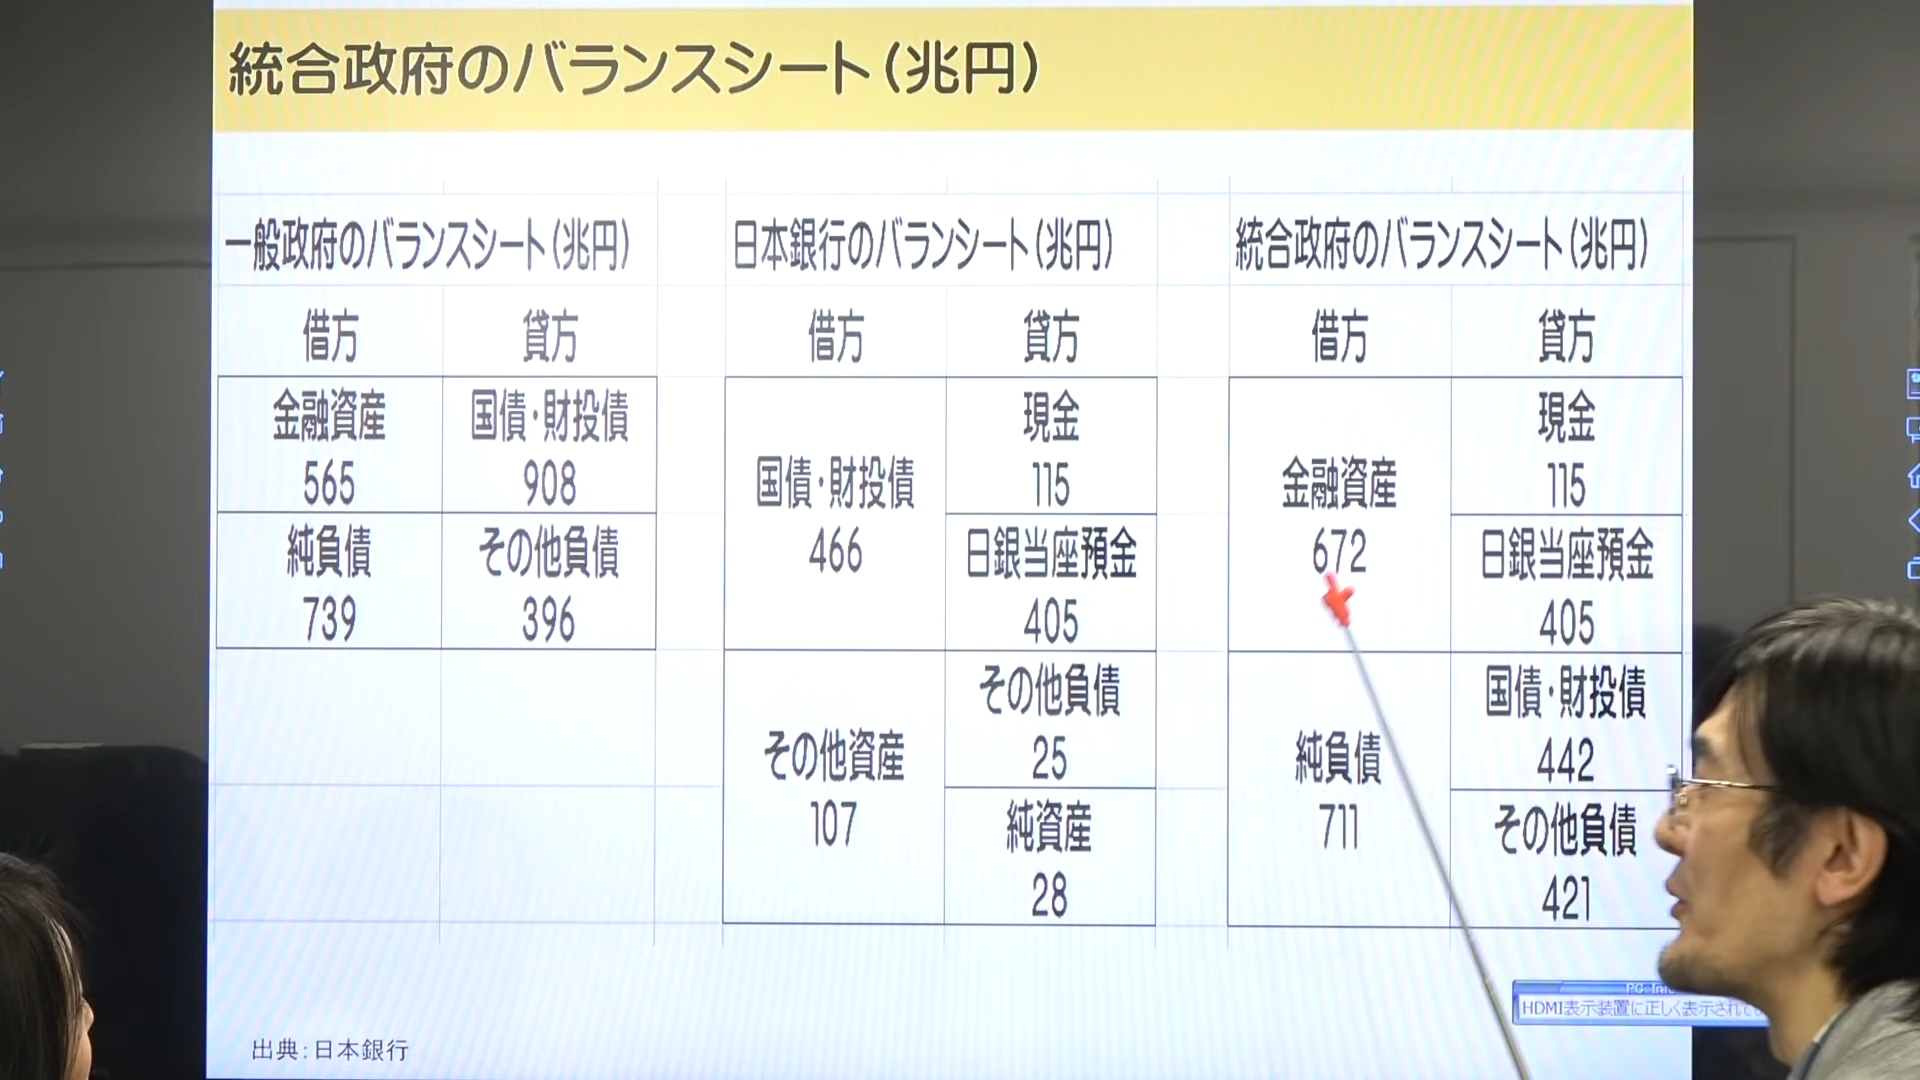 統合政府のバランスシート(兆円)
一般政府のバランスシート(兆円)
借方 貸方
金融資産 国債・財投債
565 908
純負債 その他負債
739 396
日本銀行のバランシート(兆円)
借方 貸方
国債・財投債
466
現金
115
日銀当座預金
405
その他資産
107
その他負債
25
純資産
28
統合政府のバランスシート(兆円)
借方 貸方
金融資産
672
現金
115
日銀当座預金
405
純負債
711
国債・財投債
442
その他負債
421
HDMI表示装置に正しく表示されて
出典:日本銀行